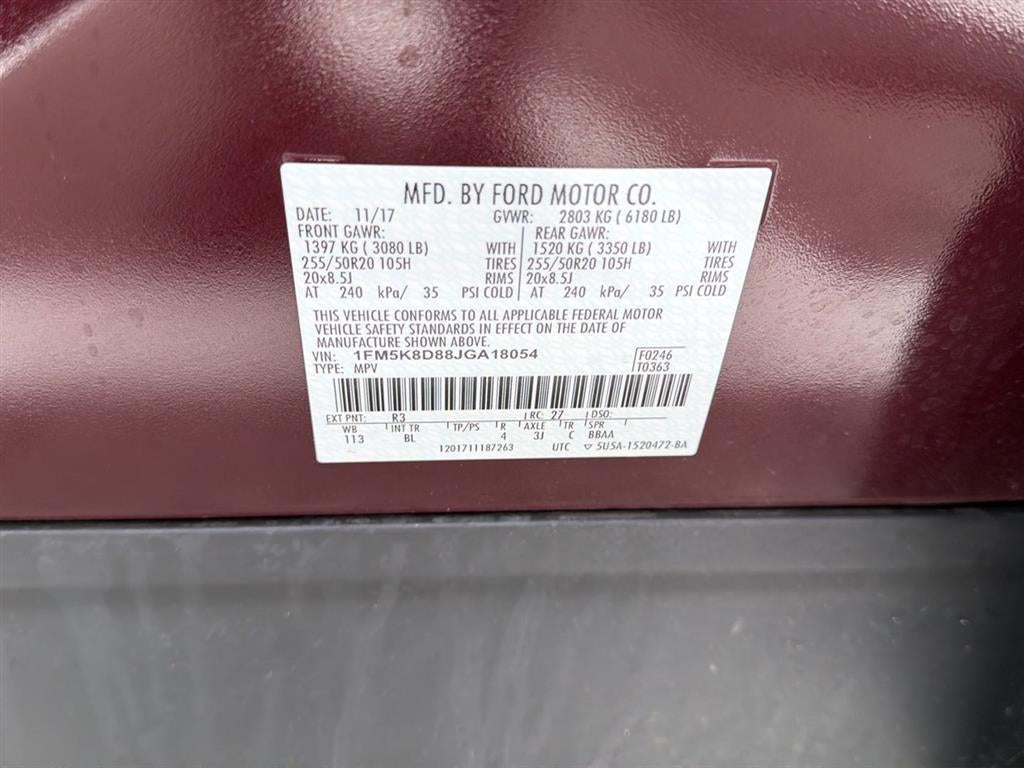 MFD. BY FORD MOTOR CO.
DATE: 11/17 GVWR: 2803 KG ( 6180 LB)
FRONT GAWR: REAR GAWR:
1397 KG ( 3080 LB) WITH 1520 KG ( 3350 LB) WITH
255/50R20 105H TIRES 255/50R20 105H TIRES
20x8.5J RIMS 20x8.5J RIMS
AT 240 kPa/ 35 PSI COLD AT 240 kPa/ 35 PSI COLD
THIS VEHICLE CONFORMS TO ALL APPLICABLE FEDERAL MOTOR
VEHICLE SAFETY STANDARDS IN EFFECT ON THE DATE OF
MANUFACTURE SHOWN ABOVE.
VIN: 1FM5K8D88JGA18054 F0246
TYPE: MPV T0363
EXT PNT: R3 RC: 27 DSO:
WB INT TR TP/PS R AXLE TR SPR
113 BL 4 3J C BBAA
1201711187263 UTC ▽ 5U5A-1520472-BA